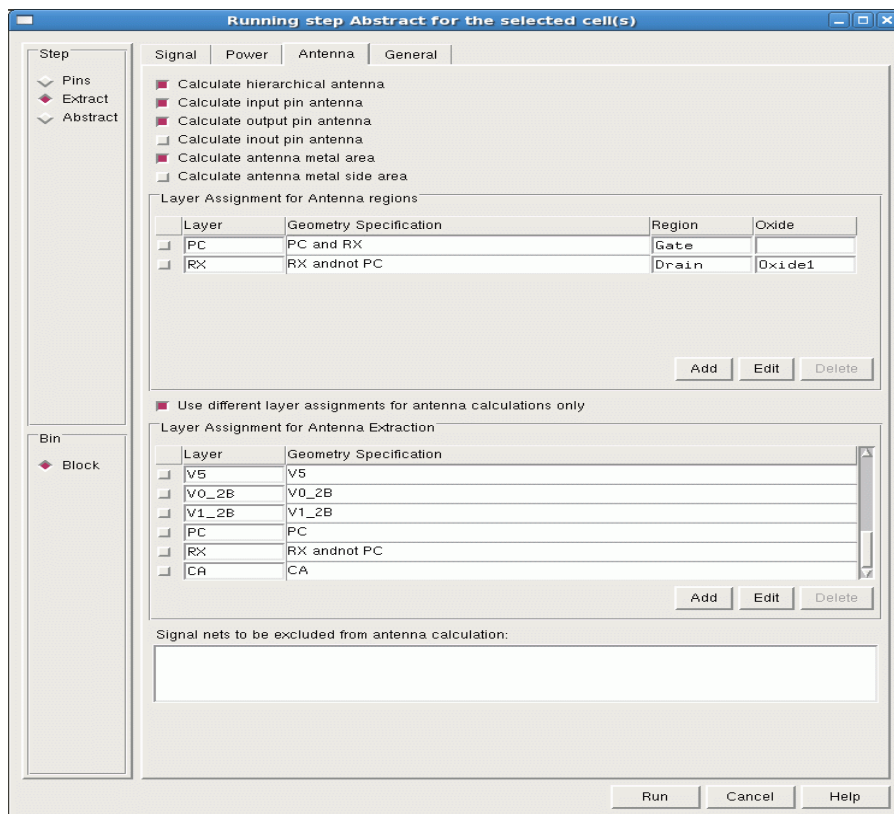 Running step Abstract for the selected cell(s)
Step
Pins
Extract
Abstract
Bin
Block
Signal Power Antenna General
Calculate hierarchical antenna
Calculate input pin antenna
Calculate output pin antenna
Calculate inout pin antenna
Calculate antenna metal area
Calculate antenna metal side area
Layer Assignment for Antenna regions
Layer Geometry Specification Region Oxide
PC PC and RX Gate
RX RX andnot PC Drain Oxide1
Add Edit Delete
Use different layer assignments for antenna calculations only
Layer Assignment for Antenna Extraction
Layer Geometry Specification
V5 V5
V0_2B V0_2B
V1_2B V1_2B
PC PC
RX RX andnot PC
CA CA
Add Edit Delete
Signal nets to be excluded from antenna calculation:
Run Cancel Help